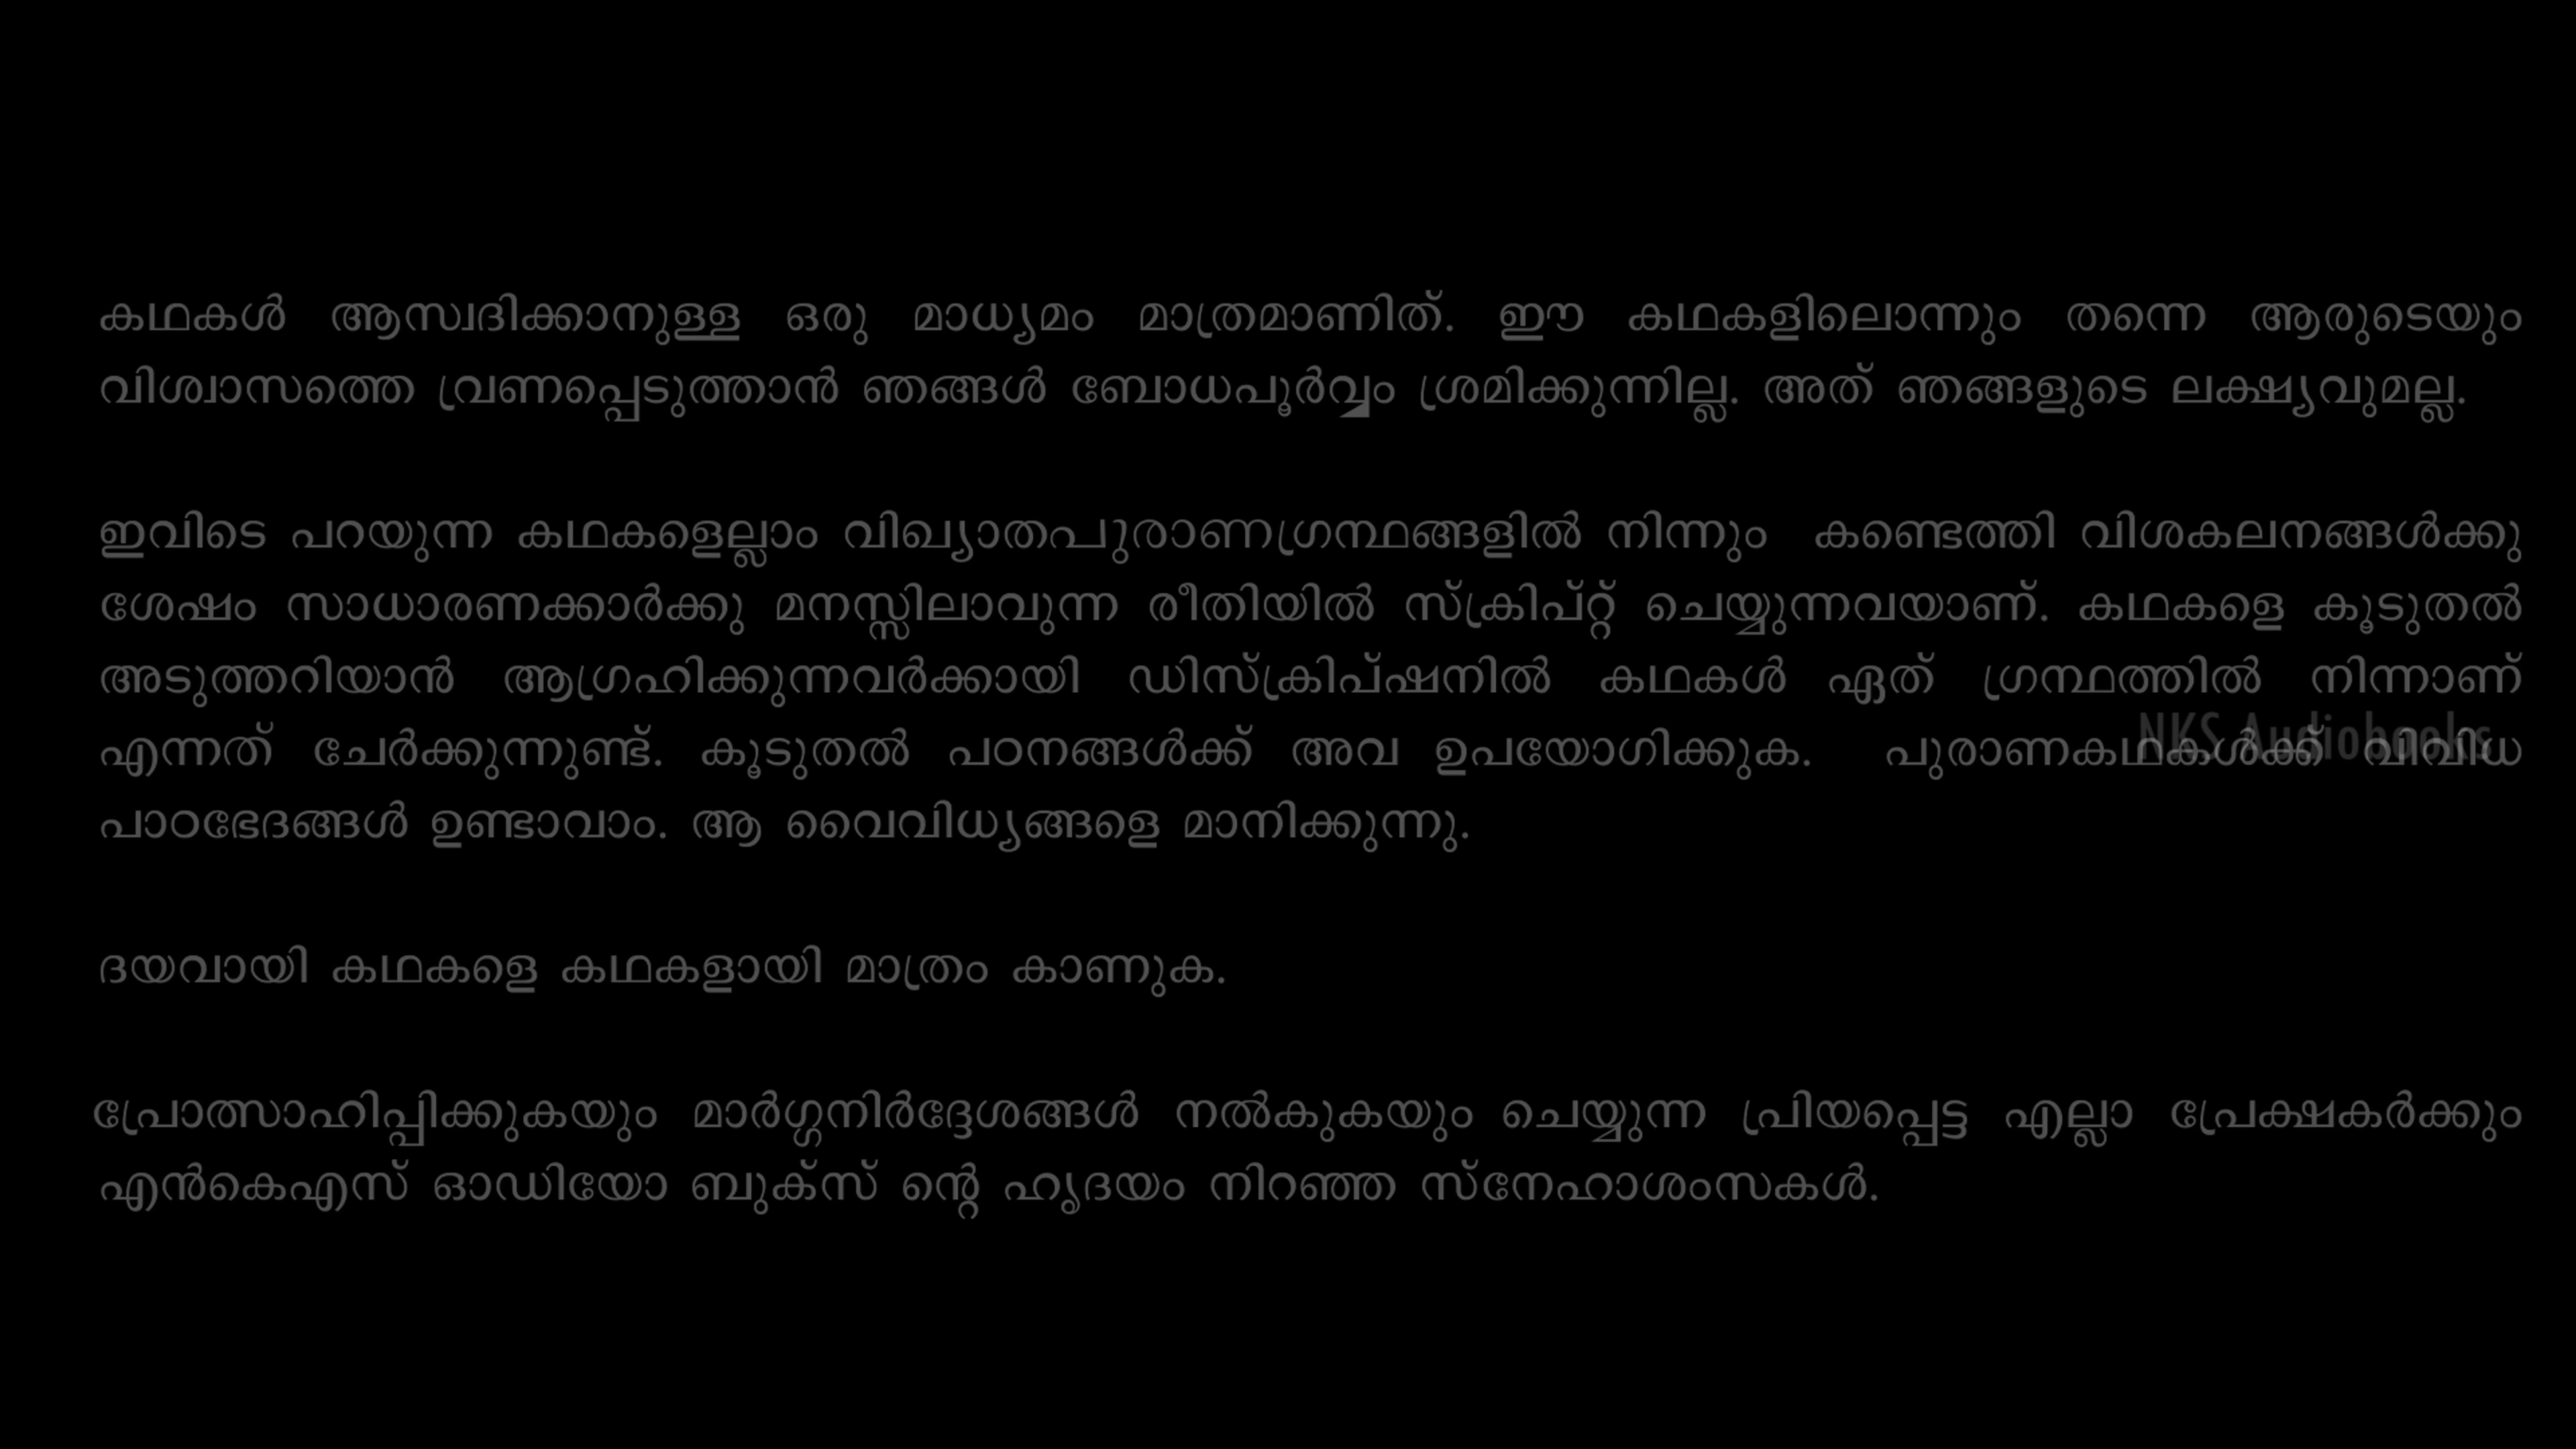 കഥകൾ ആസ്വദിക്കാനുള്ള ഒരു മാധ്യമം മാത്രമാണിത്. ഈ കഥകളിലൊന്നും തന്നെ ആരുടെയും
വിശ്വാസത്തെ വ്രണപ്പെടുത്താൻ ഞങ്ങൾ ബോധപൂർവ്വം ശ്രമിക്കുന്നില്ല. അത് ഞങ്ങളുടെ ലക്ഷ്യവുമല്ല.
ഇവിടെ പറയുന്ന കഥകളെല്ലാം വിഖ്യാതപുരാണഗ്രന്ഥങ്ങളിൽ നിന്നും കണ്ടെത്തി വിശകലനങ്ങൾക്കു
ശേഷം സാധാരണക്കാർക്കു മനസ്സിലാവുന്ന രീതിയിൽ സ്ക്രിപ്റ്റ് ചെയ്യുന്നവയാണ്. കഥകളെ കൂടുതൽ
അടുത്തറിയാൻ ആഗ്രഹിക്കുന്നവർക്കായി ഡിസ്ക്രിപ്ഷനിൽ കഥകൾ ഏത് ഗ്രന്ഥത്തിൽ നിന്നാണ്
എന്നത് ചേർക്കുന്നുണ്ട്. കൂടുതൽ പഠനങ്ങൾക്ക് അവ ഉപയോഗിക്കുക. പുരാണകഥകൾക്ക് വിവിധ
NKS Audiobooks
പാഠഭേദങ്ങൾ ഉണ്ടാവാം. ആ വൈവിധ്യങ്ങളെ മാനിക്കുന്നു.
ദയവായി കഥകളെ കഥകളായി മാത്രം കാണുക.
പ്രോത്സാഹിപ്പിക്കുകയും മാർഗ്ഗനിർദ്ദേശങ്ങൾ നൽകുകയും ചെയ്യുന്ന പ്രിയപ്പെട്ട എല്ലാ പ്രേക്ഷകർക്കും
എൻകെഎസ് ഓഡിയോ ബുക്സ് ന്റെ ഹൃദയം നിറഞ്ഞ സ്നേഹാശംസകൾ.